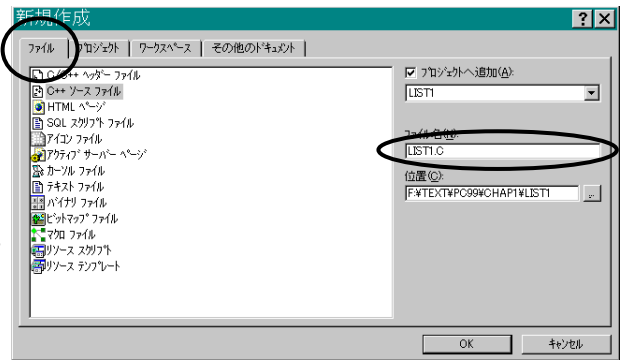 新規作成
ファイル プロジェクト ワークスペース その他のドキュメント
C/C++ ヘッダー ファイル
C++ ソース ファイル
HTML ページ
SQL スクリプト ファイル
アイコン ファイル
アクティブ サーバー ページ
カーソル ファイル
テキスト ファイル
バイナリ ファイル
ビットマップ ファイル
マクロ ファイル
リソース スクリプト
リソース テンプレート
プロジェクトへ追加(A):
LIST1
ファイル名(N):
LIST1.C
位置(C):
F:¥TEXT¥PC99¥CHAP1¥LIST1
...
OK キャンセル